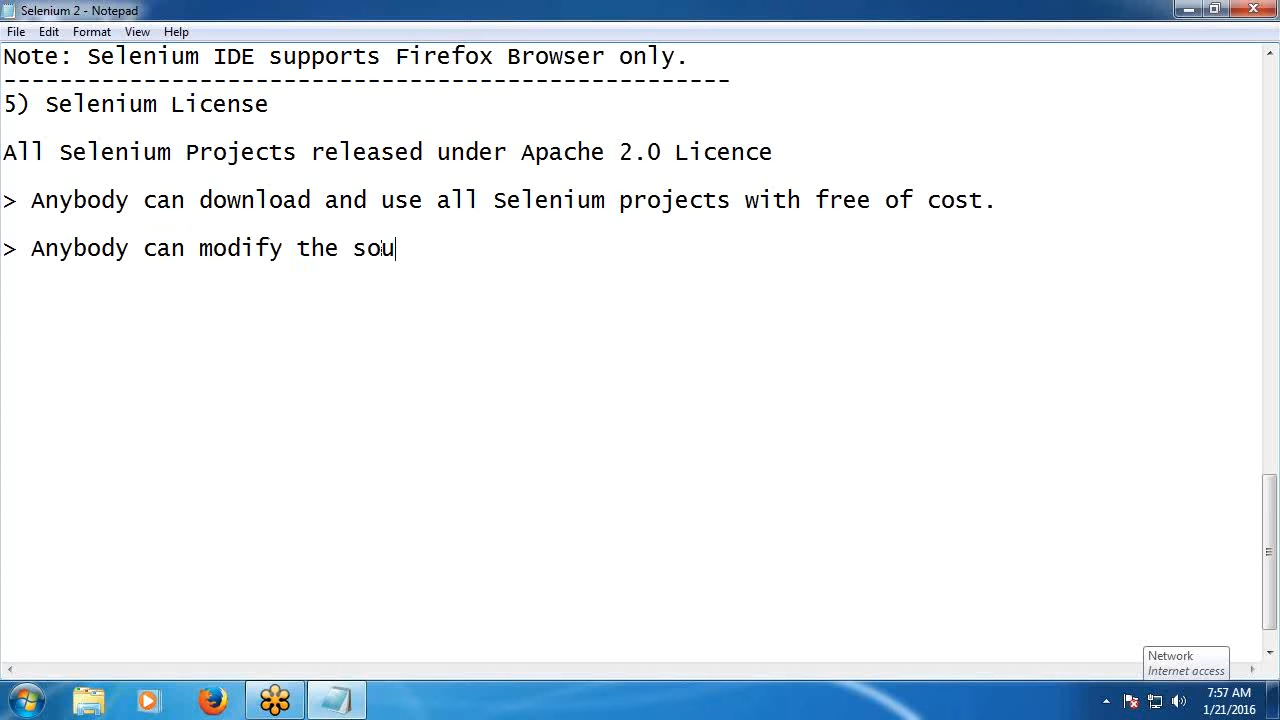 Selenium 2 - Notepad
File Edit Format View Help
Note: Selenium IDE supports Firefox Browser only.
----------------------------------------------------
5) Selenium License
All Selenium Projects released under Apache 2.0 Licence
> Anybody can download and use all Selenium projects with free of cost.
> Anybody can modify the sou
Network
Internet access
7:57 AM
1/21/2016